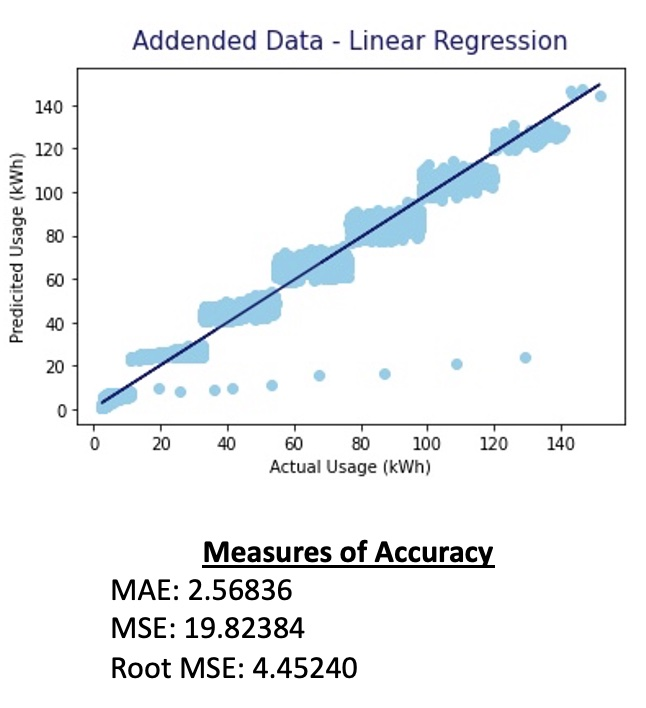 Addended Data - Linear Regression
Predicited Usage (kWh)
140
120
100
80
60
40
20
0
0 20 40 60 80 100 120 140
Actual Usage (kWh)
Measures of Accuracy
MAE: 2.56836
MSE: 19.82384
Root MSE: 4.45240